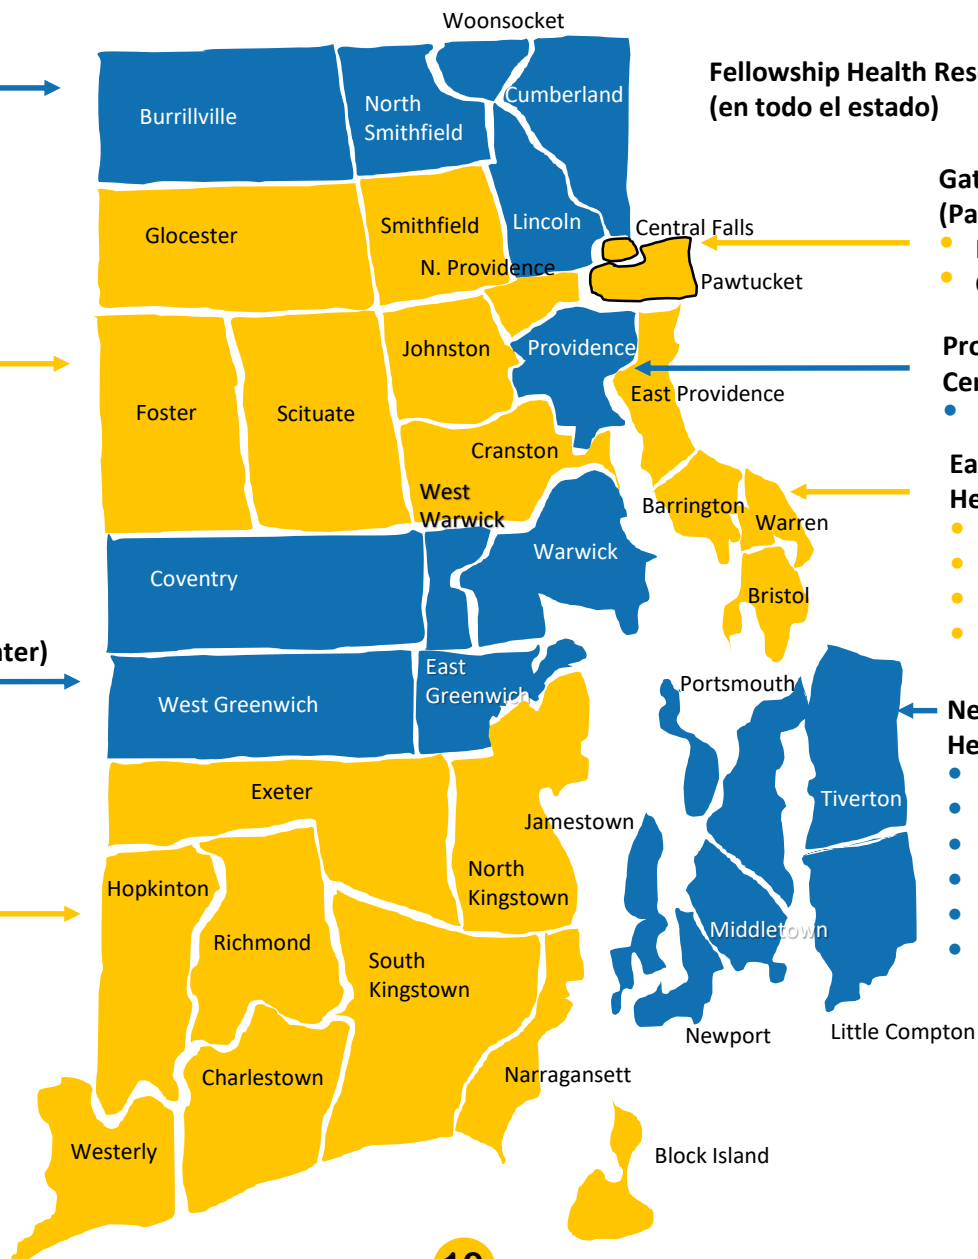 Woonsocket
Fellowship Health Res
(en todo el estado)
Burrillville
North
Smithfield
Cumberland
Gat
(Pa
Glocester
Smithfield
Lincoln
Central Falls
N. Providence
Pawtucket
Johnston
Providence
Pro
Cer
Foster
Scituate
East Providence
Cranston
Ea
He
West
Warwick
Barrington
Warren
Coventry
Warwick
Bristol
nter)
East
Greenwich
West Greenwich
Portsmouth
Ne
He
Exeter
Tiverton
Jamestown
Hopkinton
North
Kingstown
Richmond
Middletown
South
Kingstown
Newport
Little Compton
Charlestown
Narragansett
Westerly
Block Island